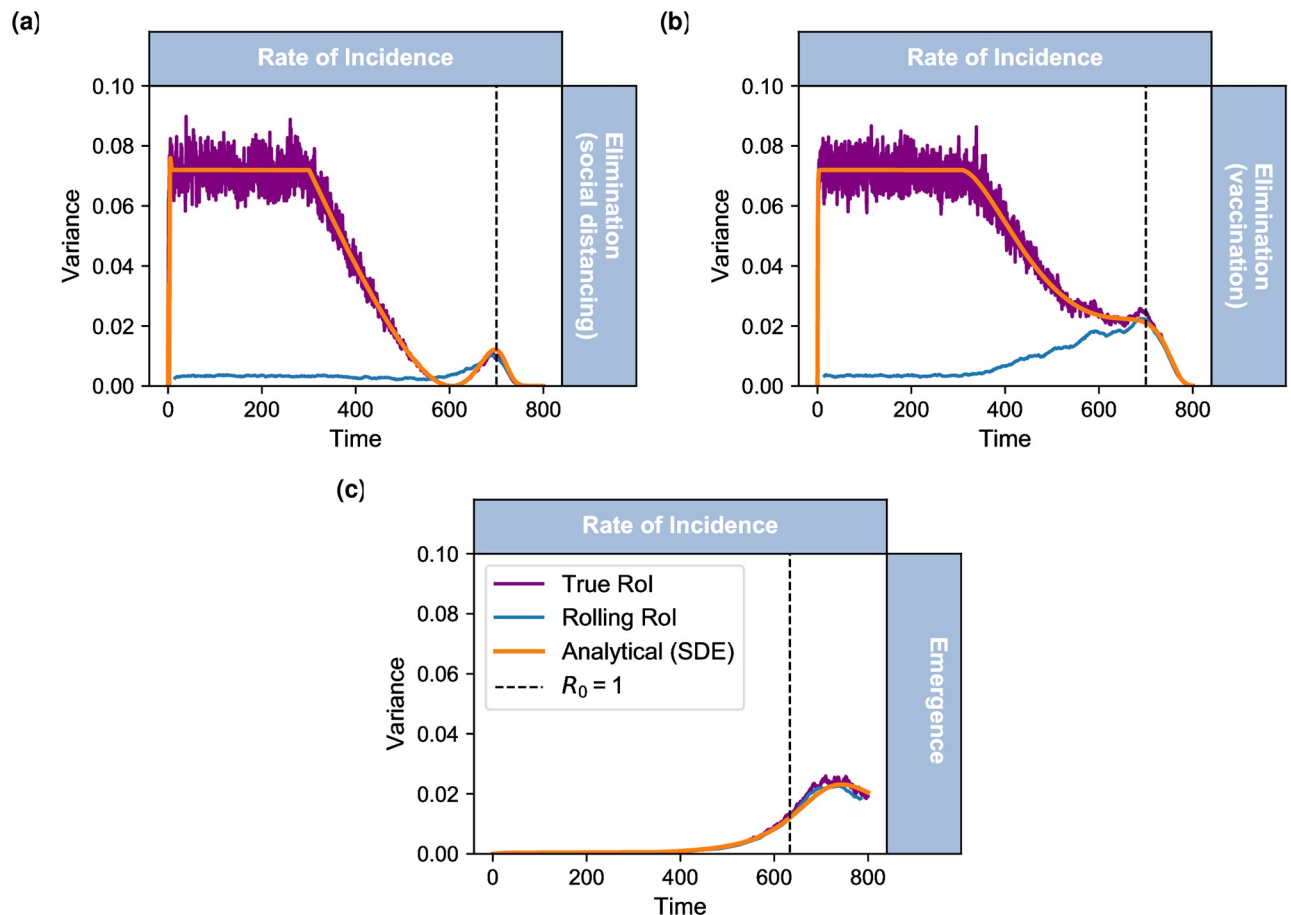 (a)
Rate of Incidence
Elimination
(social distancing)
Variance
0.10
0.08
0.06
0.04
0.02
0.00
0 200 400 600 800
Time
(b)
Rate of Incidence
Elimination
(vaccination)
Variance
0.10
0.08
0.06
0.04
0.02
0.00
0 200 400 600 800
Time
(c)
Rate of Incidence
Emergence
Variance
0.10
0.08
0.06
0.04
0.02
0.00
True RoI
Rolling RoI
Analytical (SDE)
R₀ = 1
0 200 400 600 800
Time